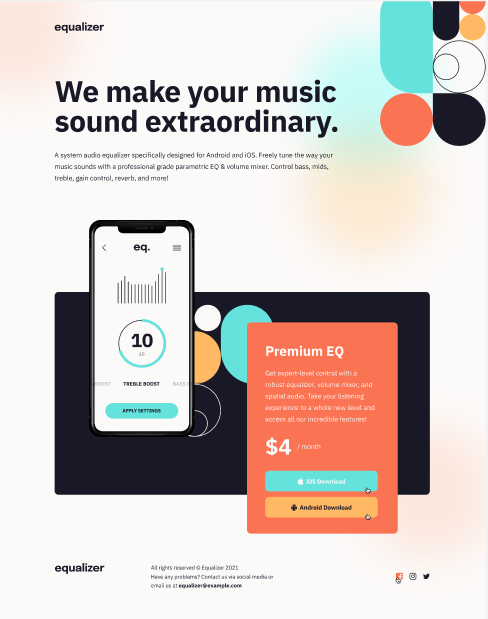 equalizer
We make your music
sound extraordinary.
A system audio equalizer specifically designed for Android and iOS. Freely tune the way your
music sounds with a professional grade parametric EQ & volume mixer. Control bass, mids,
treble, gain control, reverb, and more!
eq.
10
dB
BOOST TREBLE BOOST BASS
APPLY SETTINGS
Premium EQ
Get expert-level control with a
robust equalizer, volume mixer, and
spatial audio. Take your listening
experience to a whole new level and
access all our incredible features!
$4 / month
iOS Download
Android Download
equalizer
All rights reserved © Equalizer 2021
Have any problems? Contact us via social media or
email us at equalizer@example.com